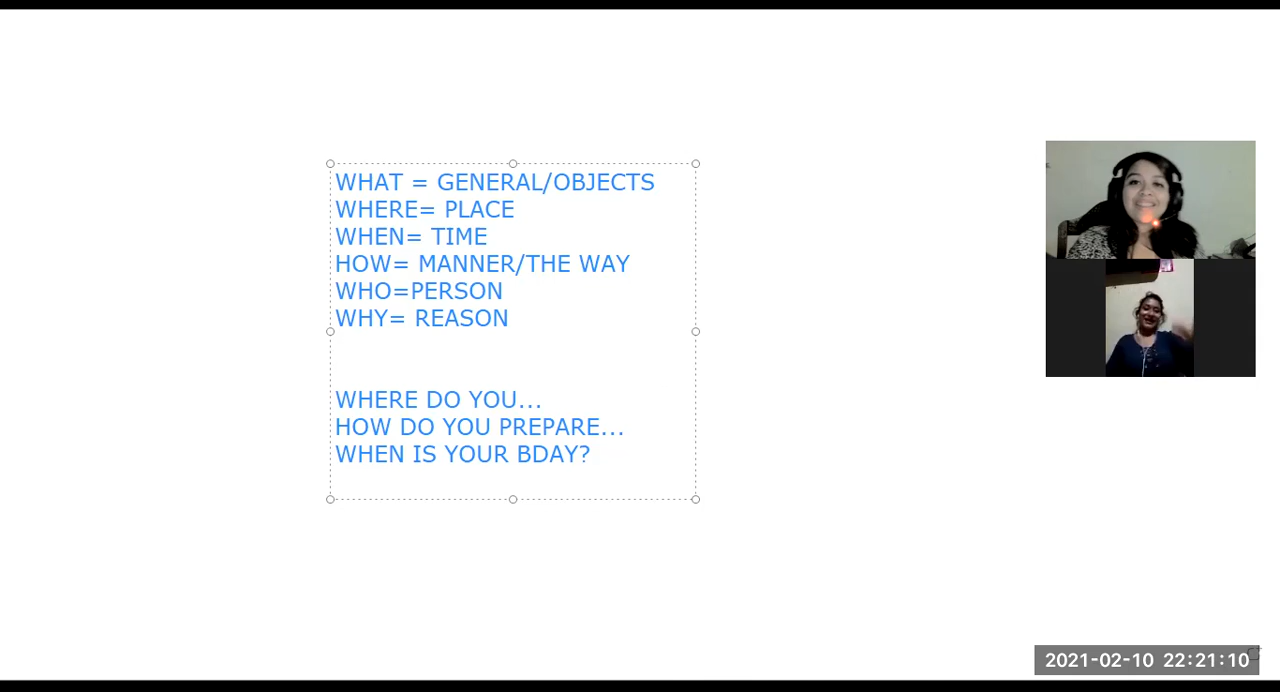 WHAT = GENERAL/OBJECTS
WHERE= PLACE
WHEN= TIME
HOW= MANNER/THE WAY
WHO=PERSON
WHY= REASON
WHERE DO YOU...
HOW DO YOU PREPARE...
WHEN IS YOUR BDAY?
2021-02-10 22:21:10